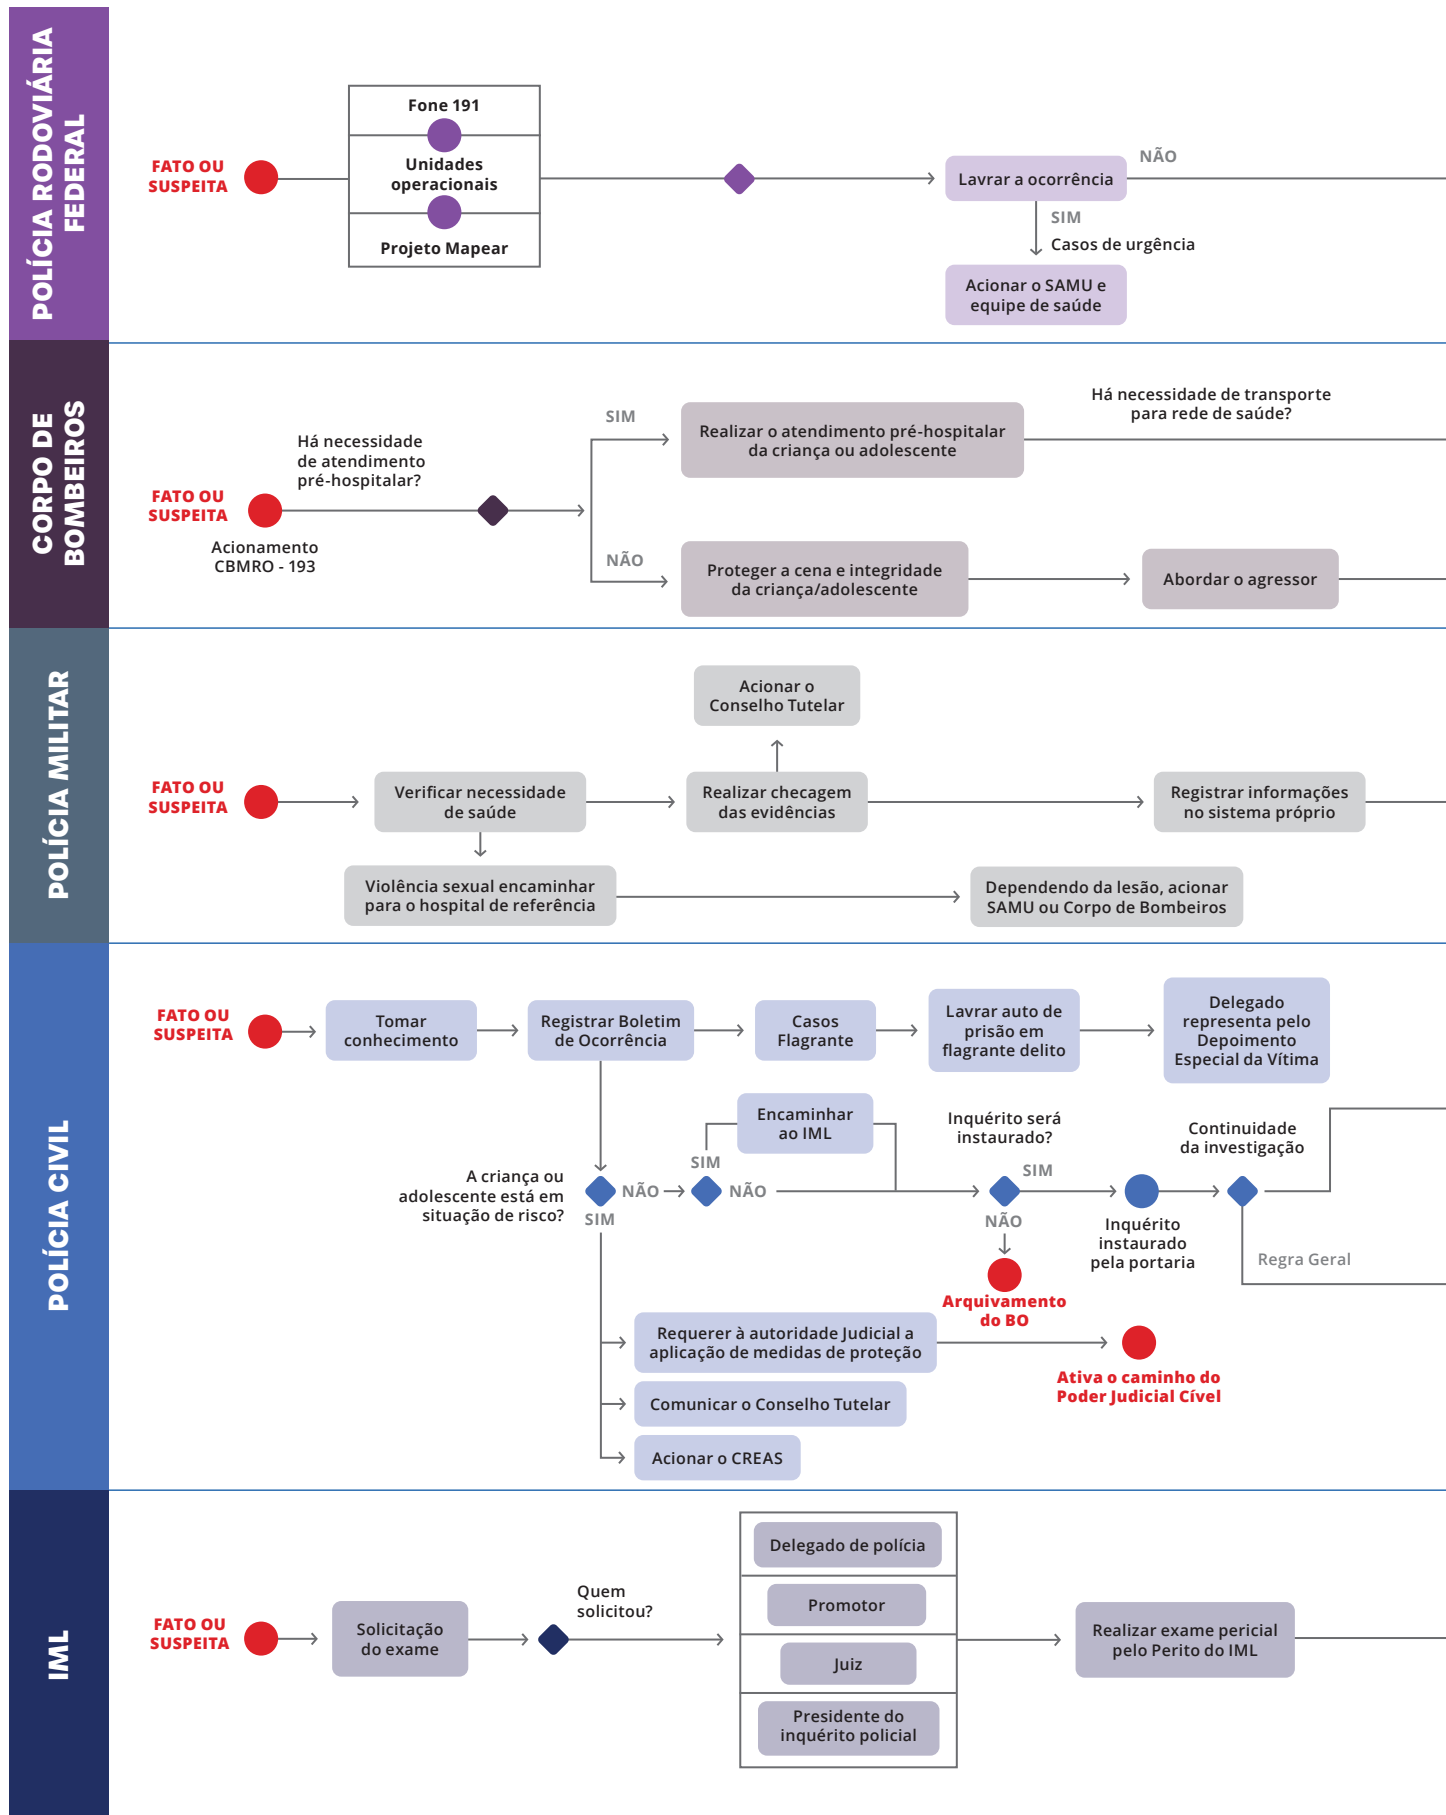 POLÍCIA RODOVIÁRIA
FEDERAL
FATO OU
SUSPEITA
Fone 191
Unidades
operacionais
Projeto Mapear
Lavrar a ocorrência
NÃO
SIM
Casos de urgência
Acionar o SAMU e
equipe de saúde
CORPO DE
BOMBEIROS
FATO OU
SUSPEITA
Acionamento
CBMRO - 193
Há necessidade
de atendimento
pré-hospitalar?
SIM
Realizar o atendimento pré-hospitalar
da criança ou adolescente
Há necessidade de transporte
para rede de saúde?
NÃO
Proteger a cena e integridade
da criança/adolescente
Abordar o agressor
POLÍCIA MILITAR
FATO OU
SUSPEITA
Verificar necessidade
de saúde
Acionar o
Conselho Tutelar
Realizar checagem
das evidências
Registrar informações
no sistema próprio
Violência sexual encaminhar
para o hospital de referência
Dependendo da lesão, acionar
SAMU ou Corpo de Bombeiros
POLÍCIA CIVIL
FATO OU
SUSPEITA
Tomar
conhecimento
Registrar Boletim
de Ocorrência
Casos
Flagrante
Lavrar auto de
prisão em
flagrante delito
Delegado
representa pelo
Depoimento
Especial da Vítima
A criança ou
adolescente está em
situação de risco?
NÃO
SIM
SIM
NÃO
Encaminhar
ao IML
Inquérito será
instaurado?
SIM
NÃO
Arquivamento
do BO
Inquérito
instaurado
pela portaria
Continuidade
da investigação
Regra Geral
Requerer à autoridade Judicial a
aplicação de medidas de proteção
Ativa o caminho do
Poder Judicial Cível
Comunicar o Conselho Tutelar
Acionar o CREAS
IML
FATO OU
SUSPEITA
Solicitação
do exame
Quem
solicitou?
Delegado de polícia
Promotor
Juiz
Presidente do
inquérito policial
Realizar exame pericial
pelo Perito do IML